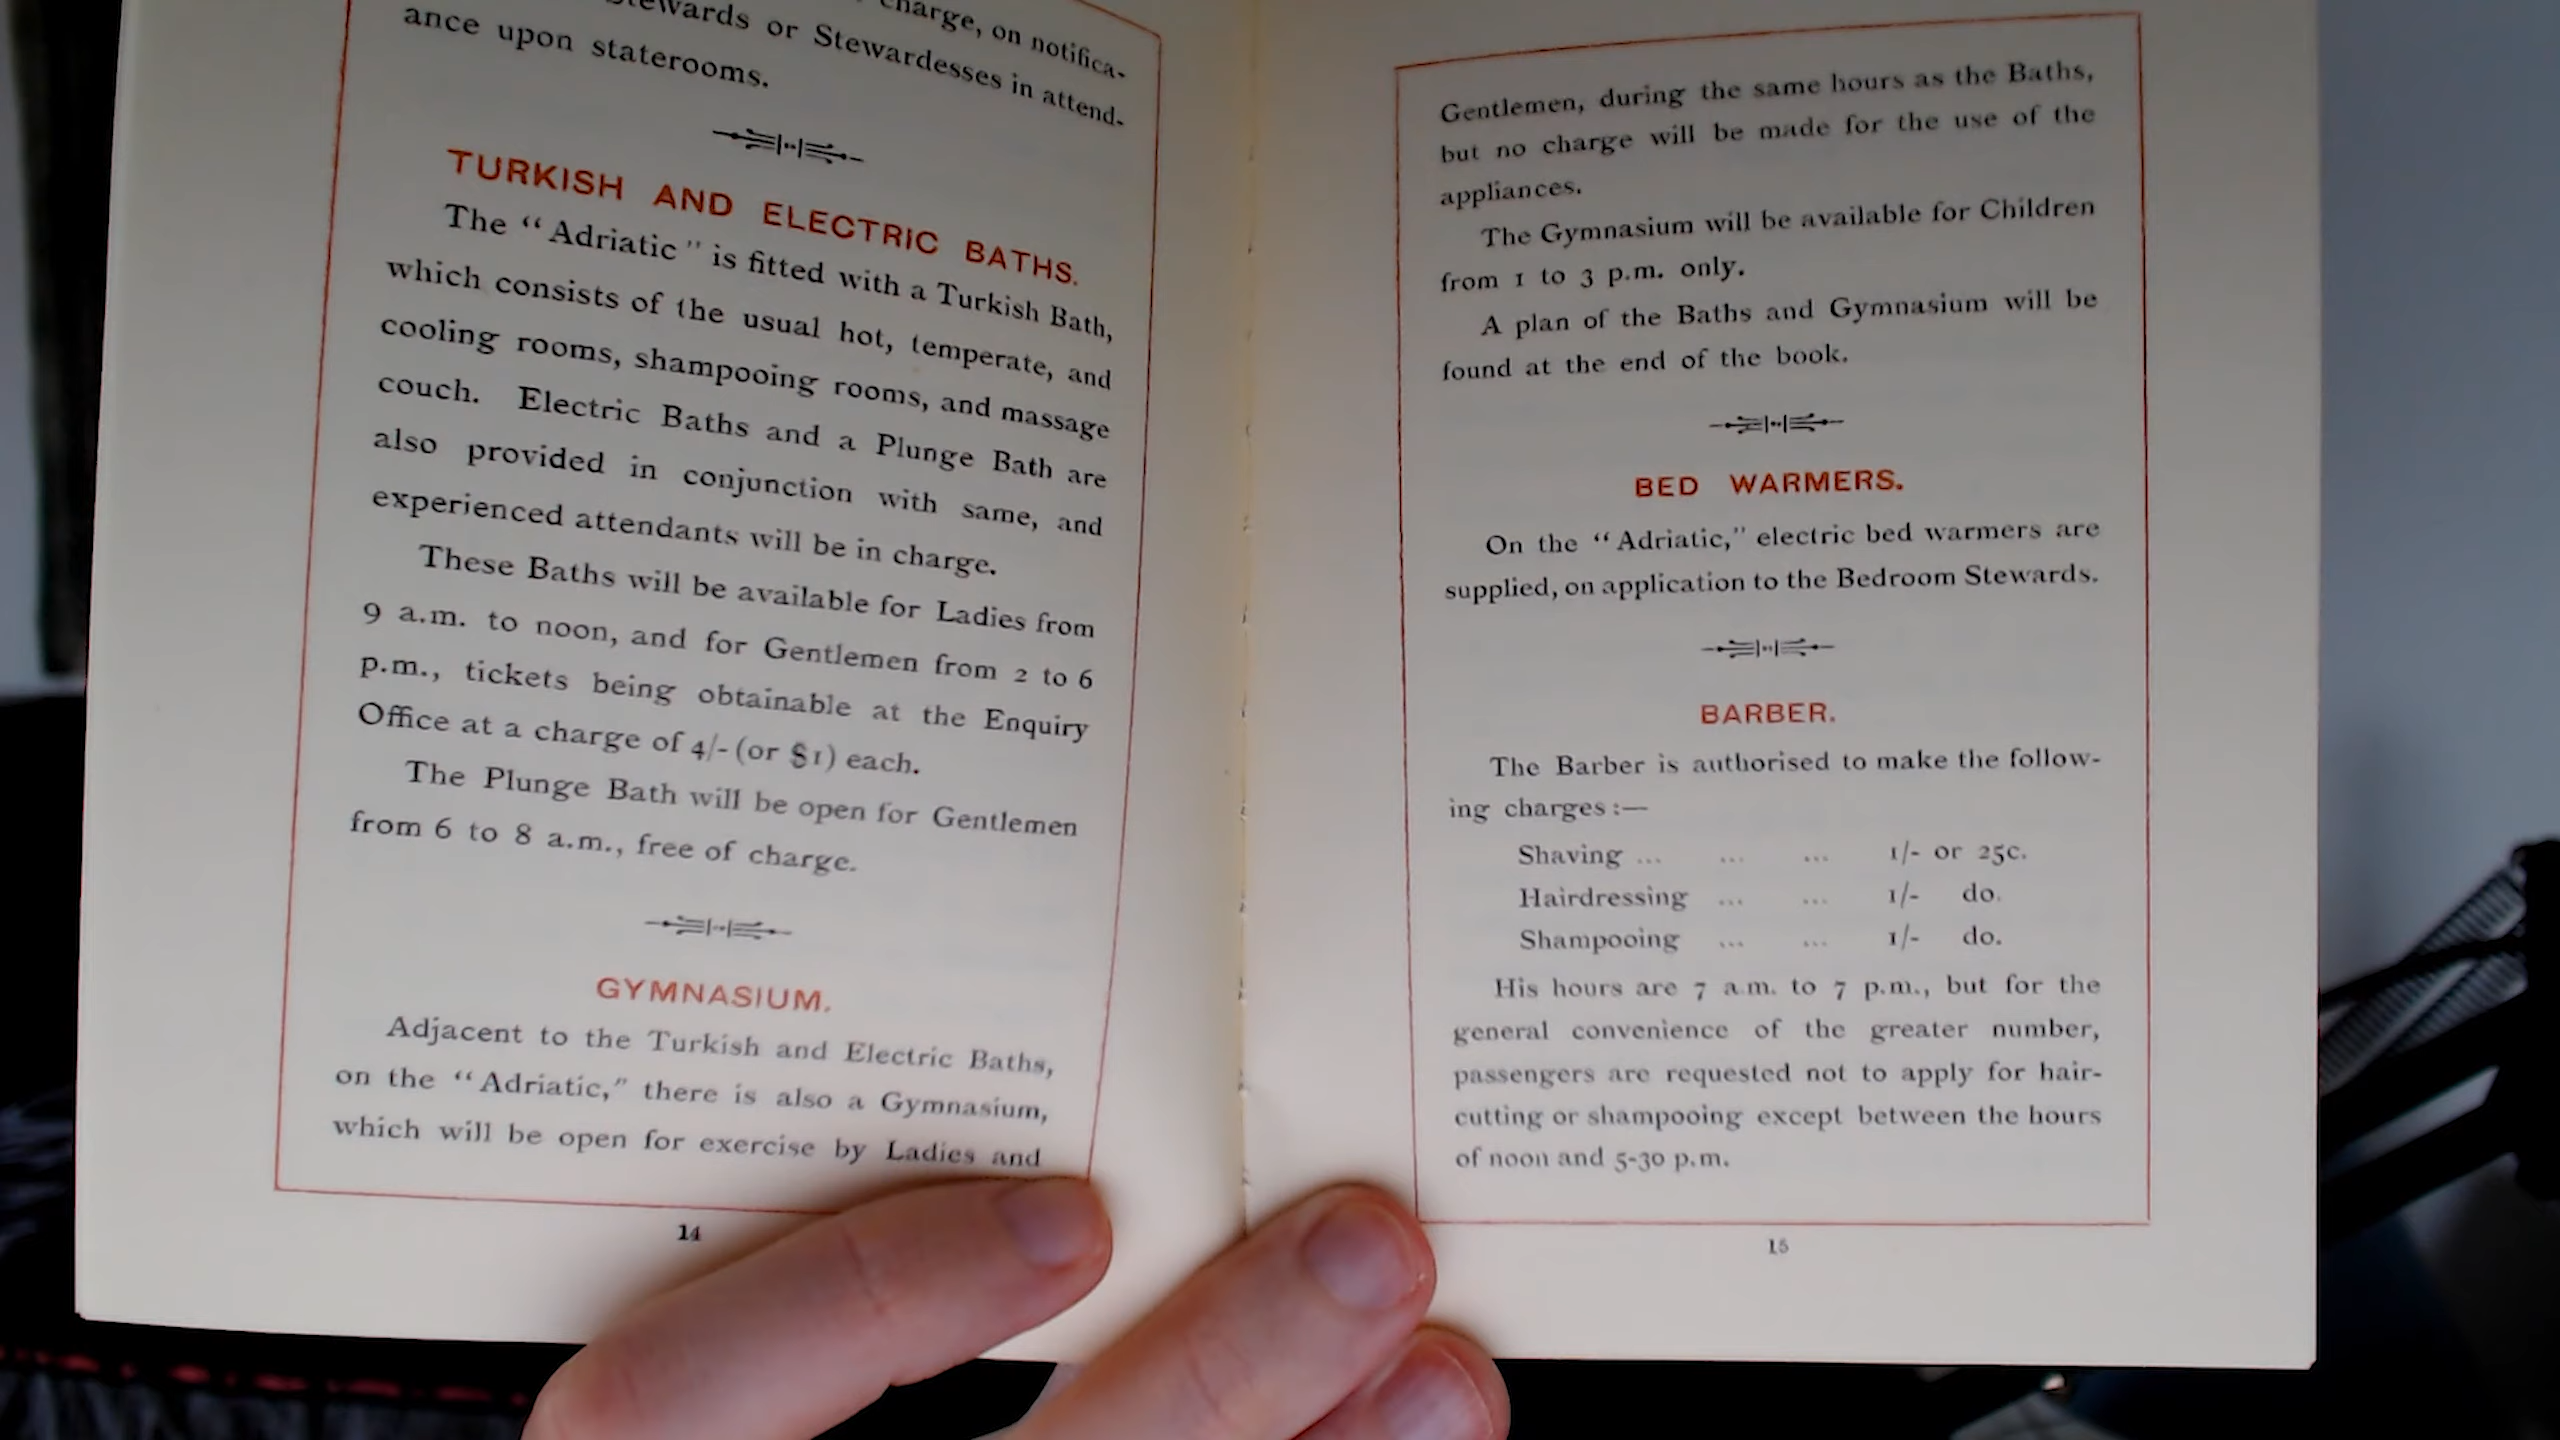 charge, on notifica-
Stewards or Stewardesses in attend-
ance upon staterooms.
TURKISH AND ELECTRIC BATHS.
The “Adriatic” is fitted with a Turkish Bath,
which consists of the usual hot, temperate, and
cooling rooms, shampooing rooms, and massage
couch. Electric Baths and a Plunge Bath are
also provided in conjunction with same, and
experienced attendants will be in charge.
These Baths will be available for Ladies from
9 a.m. to noon, and for Gentlemen from 2 to 6
p.m., tickets being obtainable at the Enquiry
Office at a charge of 4/- (or $1) each.
The Plunge Bath will be open for Gentlemen
from 6 to 8 a.m., free of charge.
GYMNASIUM.
Adjacent to the Turkish and Electric Baths,
on the “Adriatic,” there is also a Gymnasium,
which will be open for exercise by Ladies and
14
Gentlemen, during the same hours as the Baths,
but no charge will be made for the use of the
appliances.
The Gymnasium will be available for Children
from 1 to 3 p.m. only.
A plan of the Baths and Gymnasium will be
found at the end of the book.
BED WARMERS.
On the “Adriatic,” electric bed warmers are
supplied, on application to the Bedroom Stewards.
BARBER.
The Barber is authorised to make the follow-
ing charges :—
Shaving ... ... ... 1/- or 25c.
Hairdressing ... ... 1/- do.
Shampooing ... ... 1/- do.
His hours are 7 a.m. to 7 p.m., but for the
general convenience of the greater number,
passengers are requested not to apply for hair-
cutting or shampooing except between the hours
of noon and 5-30 p.m.
15